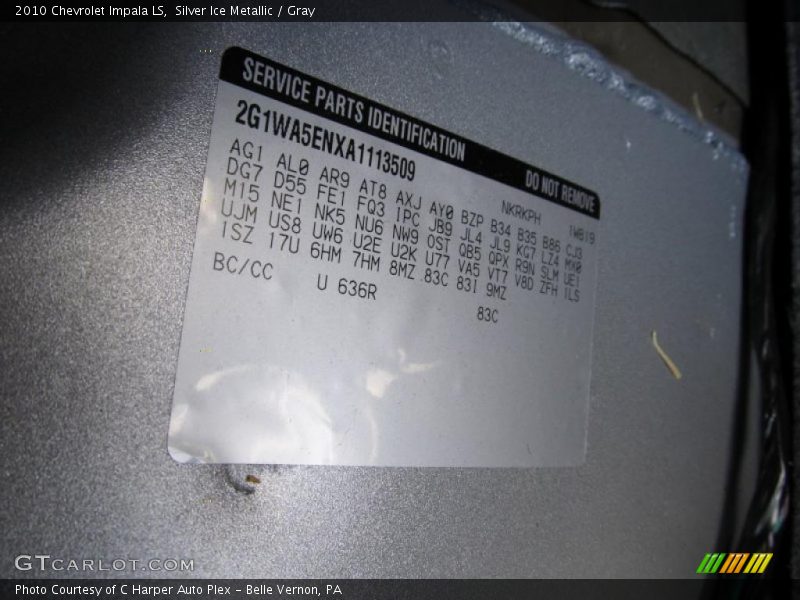 2010 Chevrolet Impala LS, Silver Ice Metallic / Gray
SERVICE PARTS IDENTIFICATION DO NOT REMOVE
2G1WA5ENXA1113509 NKRKPH 1WB19
AG1 AL0 AR9 AT8 AXJ AY0 BZP B34 B35 B86 CJ3
DG7 D55 FE1 FQ3 IPC JB9 JL4 JL9 KG7 LZ4 MX0
M15 NE1 NK5 NU6 NW9 OST QB5 QPX R9N SLM UE1
UJM US8 UW6 U2E U2K U77 VA5 VT7 V8D ZFH 1LS
1SZ 17U 6HM 7HM 8MZ 83C 83I 9MZ
BC/CC U 636R 83C
GTCARLOT.COM
Photo Courtesy of C Harper Auto Plex - Belle Vernon, PA